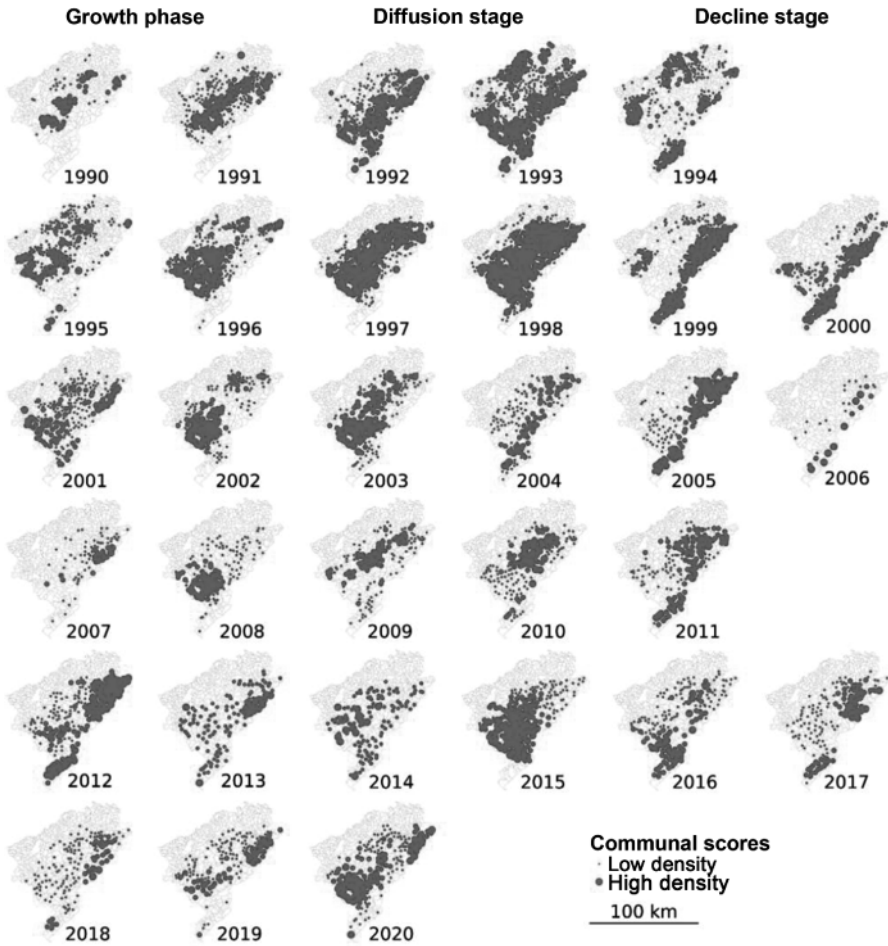 Growth phase Diffusion stage Decline stage
1990 1991 1992 1993 1994
1995 1996 1997 1998 1999 2000
2001 2002 2003 2004 2005 2006
2007 2008 2009 2010 2011
2012 2013 2014 2015 2016 2017
2018 2019 2020
Communal scores
Low density
High density
100 km